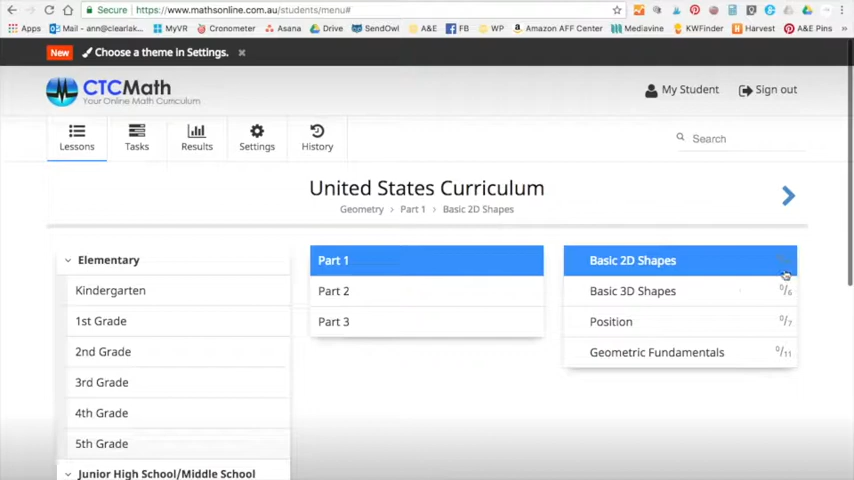 Secure https://www.mathsonline.com.au/students/menu#
Apps Mail - ann@clearlak... MyVR Cronometer Asana Drive SendOwl A&E FB W Amazon AFF Center Mediavine KWFinder Harvest A&E Pins
New Choose a theme in Settings. ×
CTCMath
Your Online Math Curriculum
My Student Sign out
Lessons Tasks Results Settings History Search
United States Curriculum
Geometry > Part 1 > Basic 2D Shapes
Elementary Part 1 Basic 2D Shapes
Kindergarten Part 2 Basic 3D Shapes 0/6
1st Grade Part 3 Position 0/7
2nd Grade Geometric Fundamentals 0/11
3rd Grade
4th Grade
5th Grade
Junior High School/Middle School